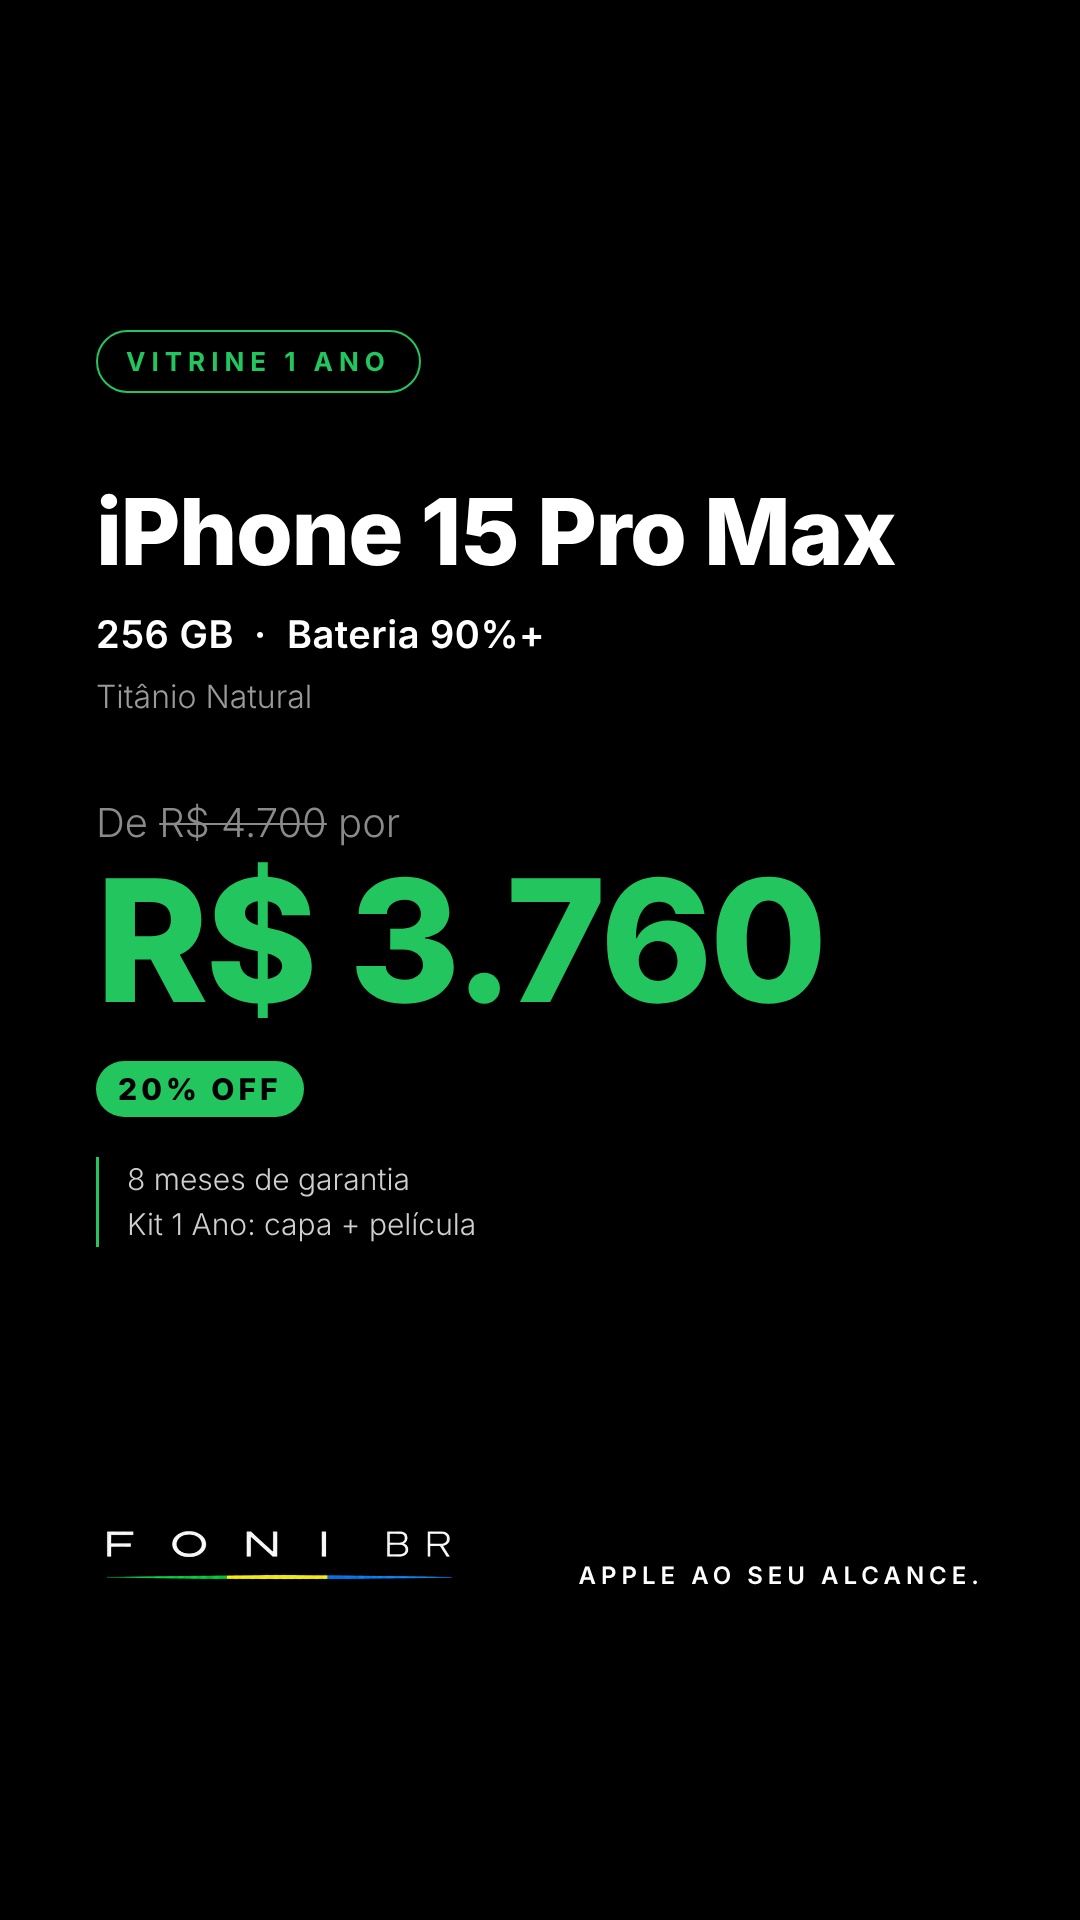 VITRINE 1 ANO
iPhone 15 Pro Max
256 GB · Bateria 90%+
Titânio Natural
De R$ 4.700 por
R$ 3.760
20% OFF
8 meses de garantia
Kit 1 Ano: capa + película
FONI BR
APPLE AO SEU ALCANCE.